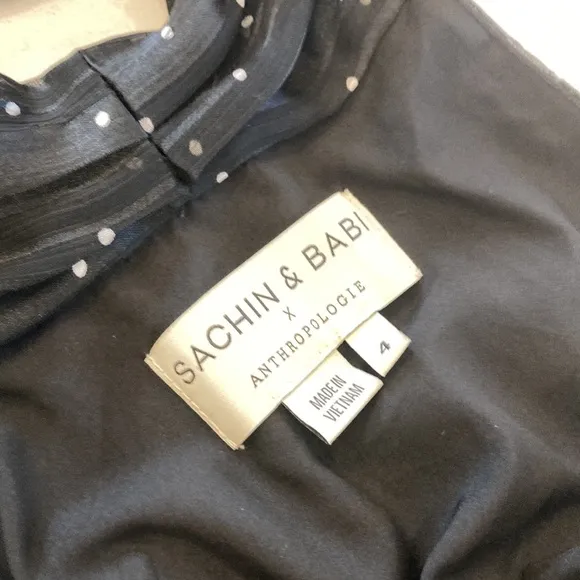 SACHIN & BABI
X
ANTHROPOLOGIE
4
MADE IN
VIETNAM